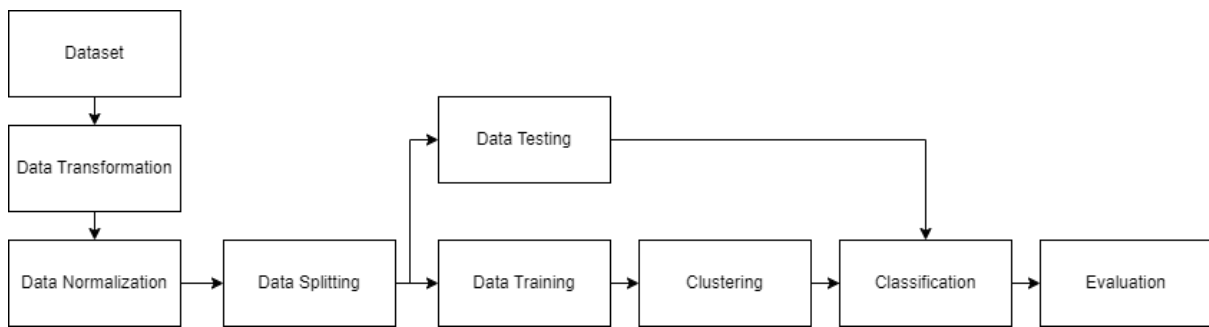 Dataset
Data Testing
Data Transformation
Data Normalization
Data Splitting
Data Training
Clustering
Classification
Evaluation